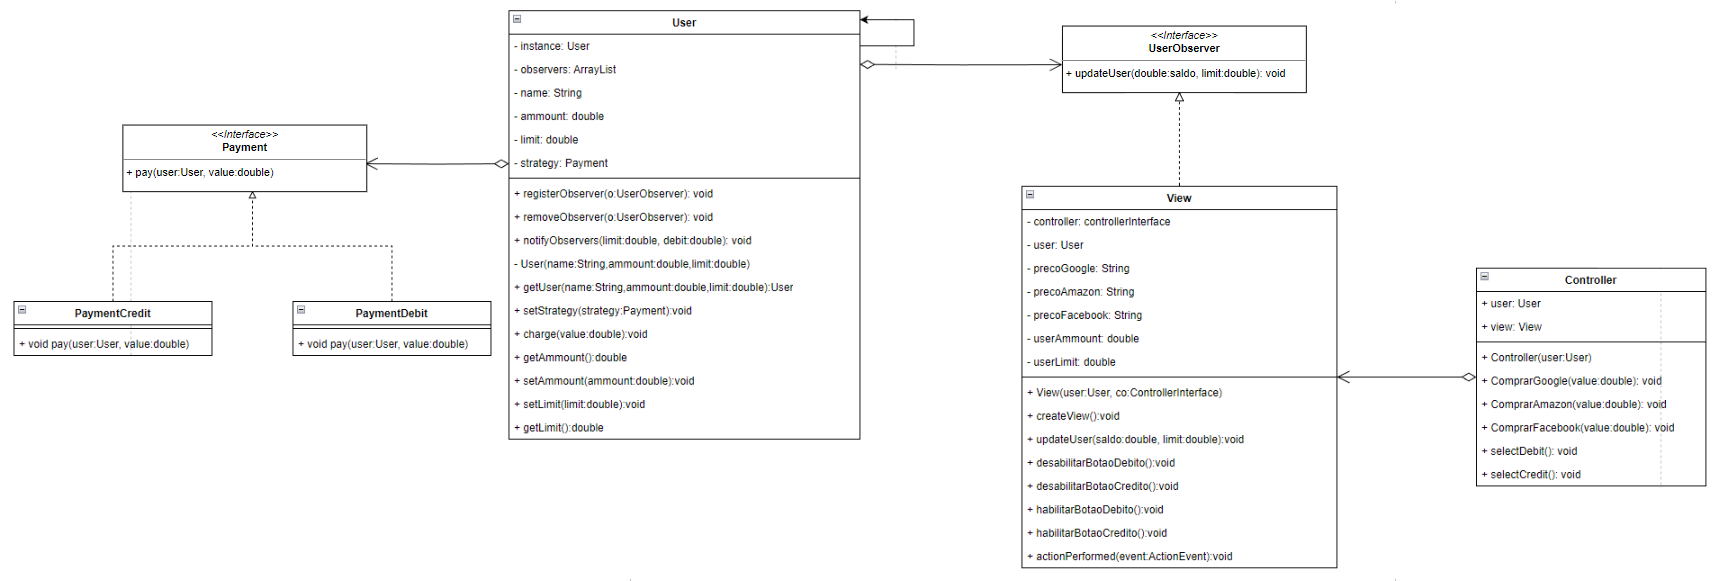 User
- instance: User
- observers: ArrayList
- name: String
- ammount: double
- limit: double
- strategy: Payment
+ registerObserver(o:UserObserver): void
+ removeObserver(o:UserObserver): void
+ notifyObservers(limit:double, debit:double): void
- User(name:String,ammount:double,limit:double)
+ getUser(name:String,ammount:double,limit:double):User
+ setStrategy(strategy:Payment):void
+ charge(value:double):void
+ getAmmount():double
+ setAmmount(ammount:double):void
+ setLimit(limit:double):void
+ getLimit():double
<<Interface>>
UserObserver
+ updateUser(double:saldo, limit:double): void
<<Interface>>
Payment
+ pay(user:User, value:double)
PaymentCredit
+ void pay(user:User, value:double)
PaymentDebit
+ void pay(user:User, value:double)
View
- controller: controllerInterface
- user: User
- precoGoogle: String
- precoAmazon: String
- precoFacebook: String
- userAmmount: double
- userLimit: double
+ View(user:User, co:ControllerInterface)
+ createView():void
+ updateUser(saldo:double, limit:double):void
+ desabilitarBotaoDebito():void
+ desabilitarBotaoCredito():void
+ habilitarBotaoDebito():void
+ habilitarBotaoCredito():void
+ actionPerformed(event:ActionEvent):void
Controller
+ user: User
+ view: View
+ Controller(user:User)
+ ComprarGoogle(value:double): void
+ ComprarAmazon(value:double): void
+ ComprarFacebook(value:double): void
+ selectDebit(): void
+ selectCredit(): void